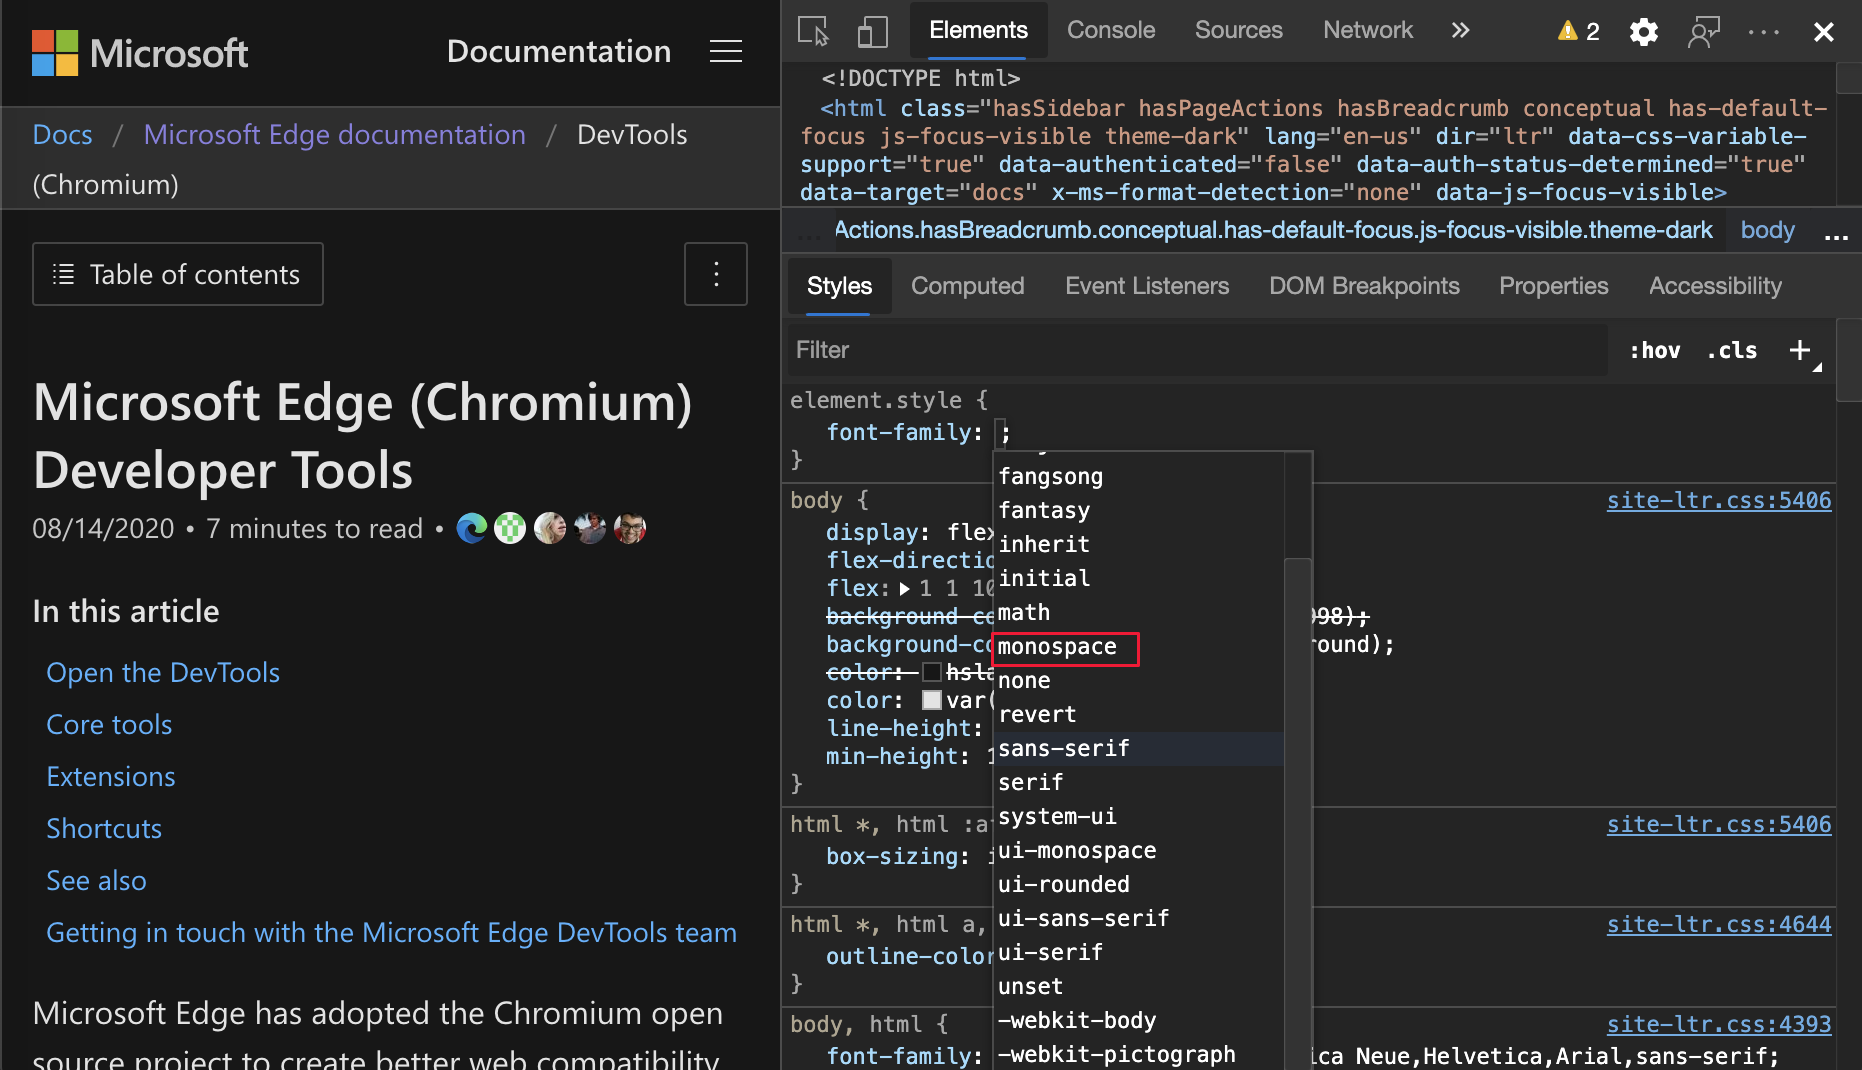 Microsoft
Documentation
Docs / Microsoft Edge documentation / DevTools
(Chromium)
Table of contents
Microsoft Edge (Chromium)
Developer Tools
08/14/2020 • 7 minutes to read •
In this article
Open the DevTools
Core tools
Extensions
Shortcuts
See also
Getting in touch with the Microsoft Edge DevTools team
Microsoft Edge has adopted the Chromium open
source project to create better web compatibility
Elements Console Sources Network » 2
<!DOCTYPE html>
<html class="hasSidebar hasPageActions hasBreadcrumb conceptual has-default-
focus js-focus-visible theme-dark" lang="en-us" dir="ltr" data-css-variable-
support="true" data-authenticated="false" data-auth-status-determined="true"
data-target="docs" x-ms-format-detection="none" data-js-focus-visible>
... Actions.hasBreadcrumb.conceptual.has-default-focus.js-focus-visible.theme-dark body ...
Styles Computed Event Listeners DOM Breakpoints Properties Accessibility
Filter :hov .cls +
element.style {
font-family: ;
}
body { site-ltr.css:5406
display: flex
flex-directio
flex: 1 1 10
background-co 998);
background-co round);
color: hsla
color: var(
line-height:
min-height: 1
}
html *, html :a site-ltr.css:5406
box-sizing: i
}
html *, html a, site-ltr.css:4644
outline-color
}
body, html { site-ltr.css:4393
font-family: ica Neue,Helvetica,Arial,sans-serif;
fangsong
fantasy
inherit
initial
math
monospace
none
revert
sans-serif
serif
system-ui
ui-monospace
ui-rounded
ui-sans-serif
ui-serif
unset
-webkit-body
-webkit-pictograph